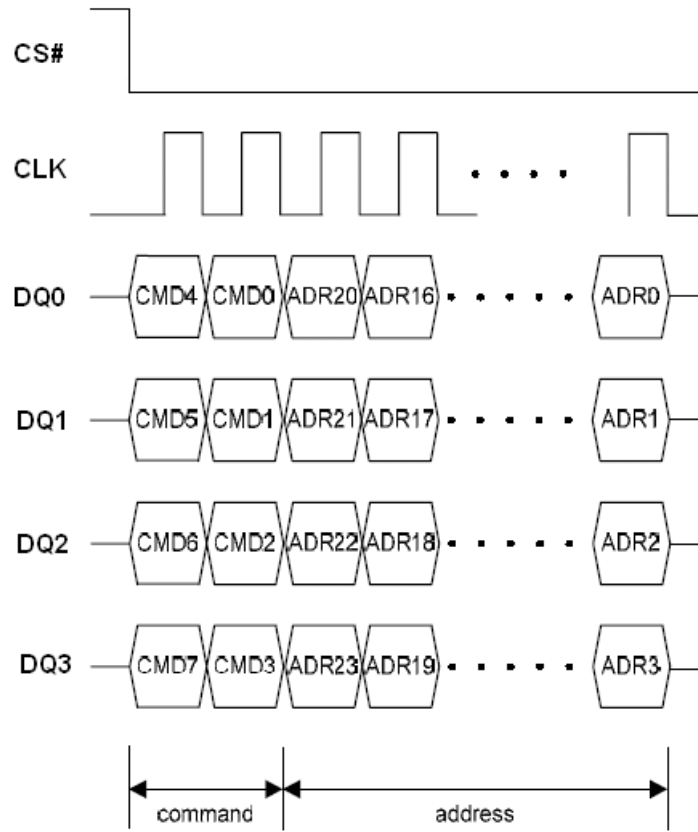 CS#
CLK
DQ0 CMD4 CMD0 ADR20 ADR16 ADR0
DQ1 CMD5 CMD1 ADR21 ADR17 ADR1
DQ2 CMD6 CMD2 ADR22 ADR18 ADR2
DQ3 CMD7 CMD3 ADR23 ADR19 ADR3
command address